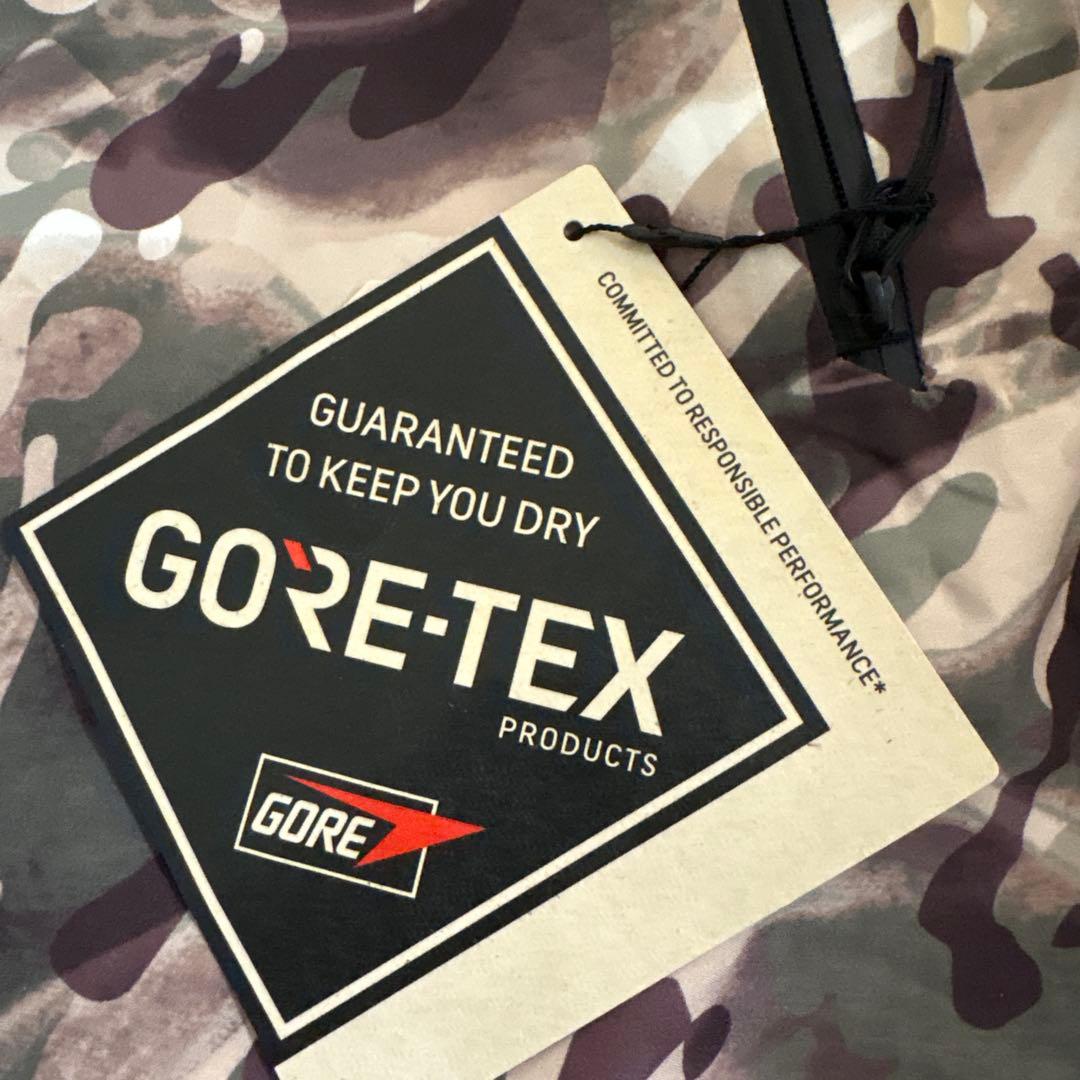 GUARANTEED
TO KEEP YOU DRY
GORE-TEX
PRODUCTS
GORE
COMMITTED TO RESPONSIBLE PERFORMANCE*